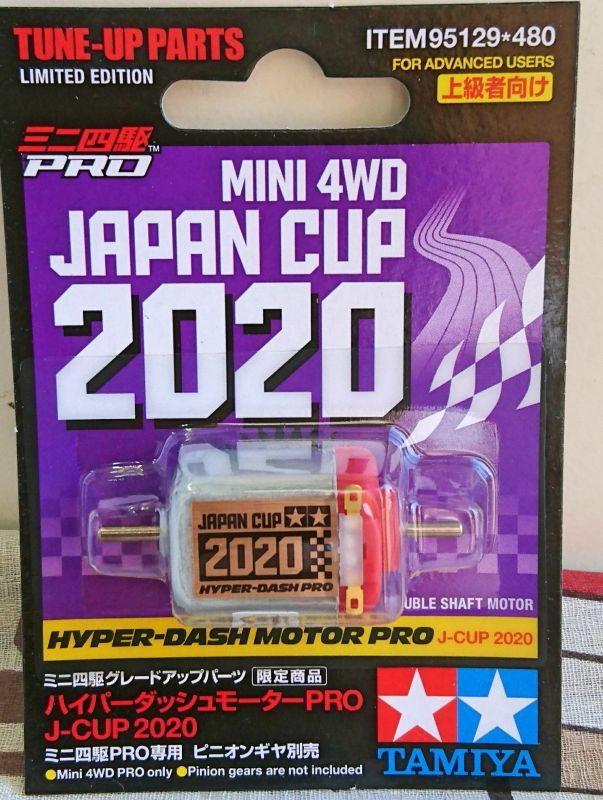 TUNE-UP PARTS
LIMITED EDITION
ITEM 95129*480
FOR ADVANCED USERS
上級者向け
ミニ四駆™
PRO
MINI 4WD
JAPAN CUP
2020
JAPAN CUP
2020
HYPER-DASH PRO
UBLE SHAFT MOTOR
HYPER-DASH MOTOR PRO J-CUP 2020
ミニ四駆グレードアップパーツ 限定商品
ハイパーダッシュモーターPRO
J-CUP 2020
ミニ四駆PRO専用 ピニオンギヤ別売
●Mini 4WD PRO only ●Pinion gears are not included
TAMIYA